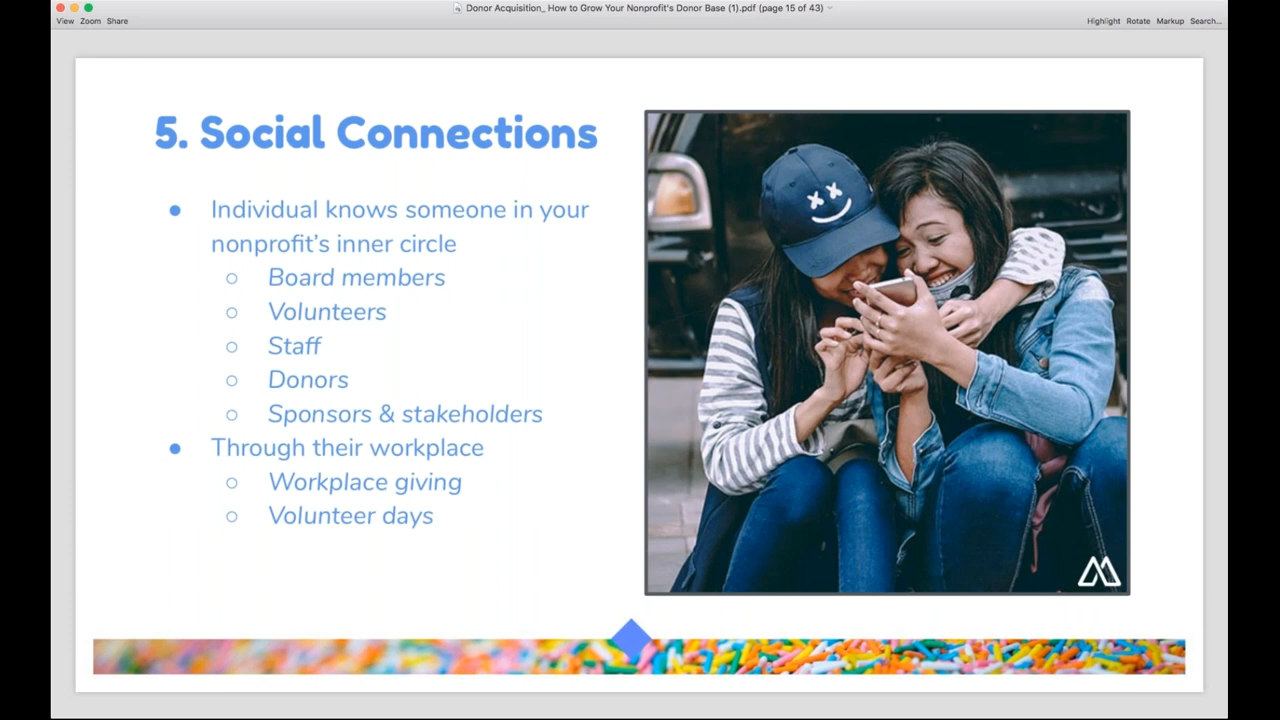 Donor Acquisition_ How to Grow Your Nonprofit's Donor Base (1).pdf (page 15 of 43)
View Zoom Share
Highlight Rotate Markup Search...
5. Social Connections
● Individual knows someone in your
nonprofit's inner circle
○ Board members
○ Volunteers
○ Staff
○ Donors
○ Sponsors & stakeholders
● Through their workplace
○ Workplace giving
○ Volunteer days